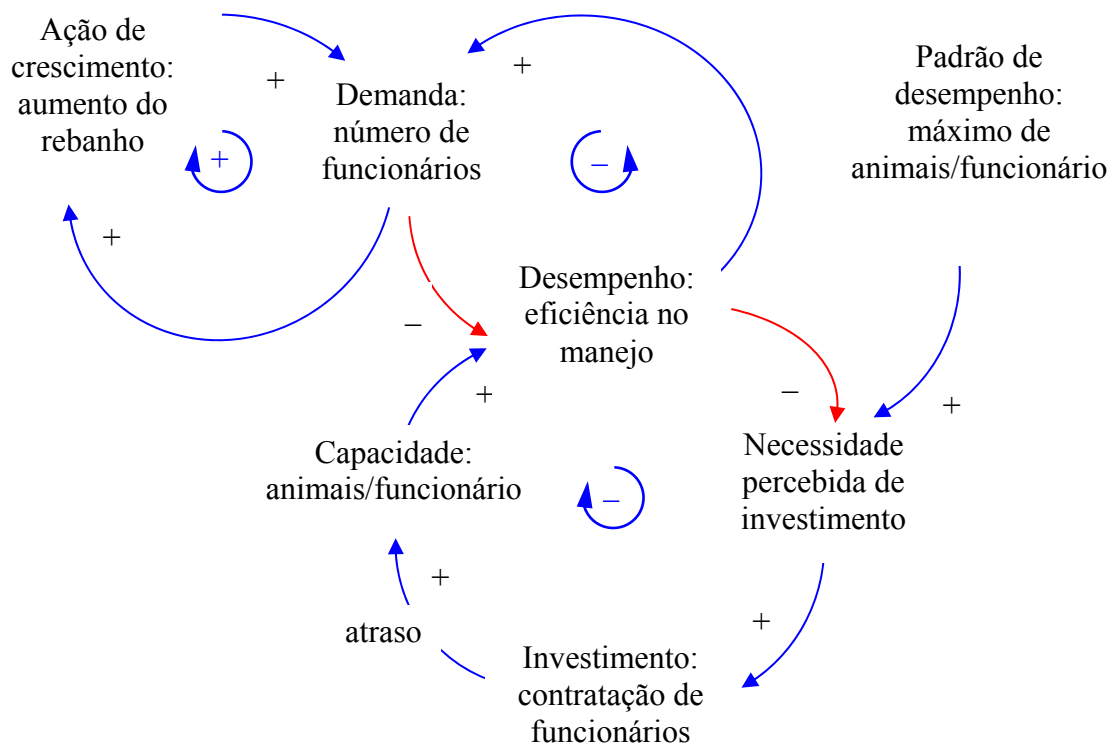 Ação de
crescimento:
aumento do
rebanho
+
Demanda:
número de
funcionários
+
Padrão de
desempenho:
máximo de
animais/funcionário
+
–
+
Desempenho:
eficiência no
manejo
–
+
–
+
Capacidade:
animais/funcionário
–
Necessidade
percebida de
investimento
+
atraso
+
Investimento:
contratação de
funcionários